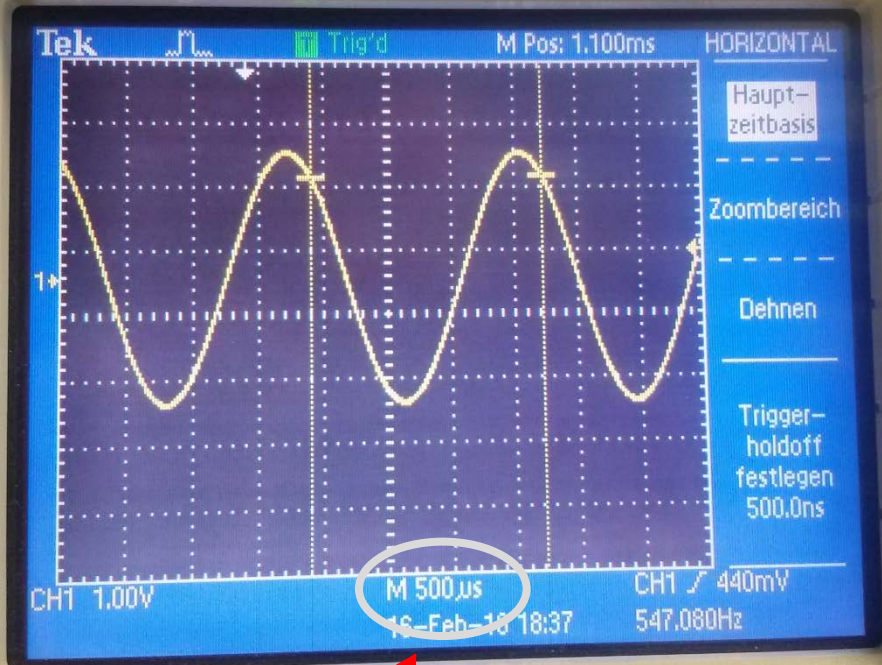 Tek Trig'd M Pos: 1.100ms HORIZONTAL
Haupt–
zeitbasis
Zoombereich
1
Dehnen
Trigger–
holdoff
festlegen
500.0ns
CH1 1.00V M 500µs CH1 440mV
18:37 547.080Hz